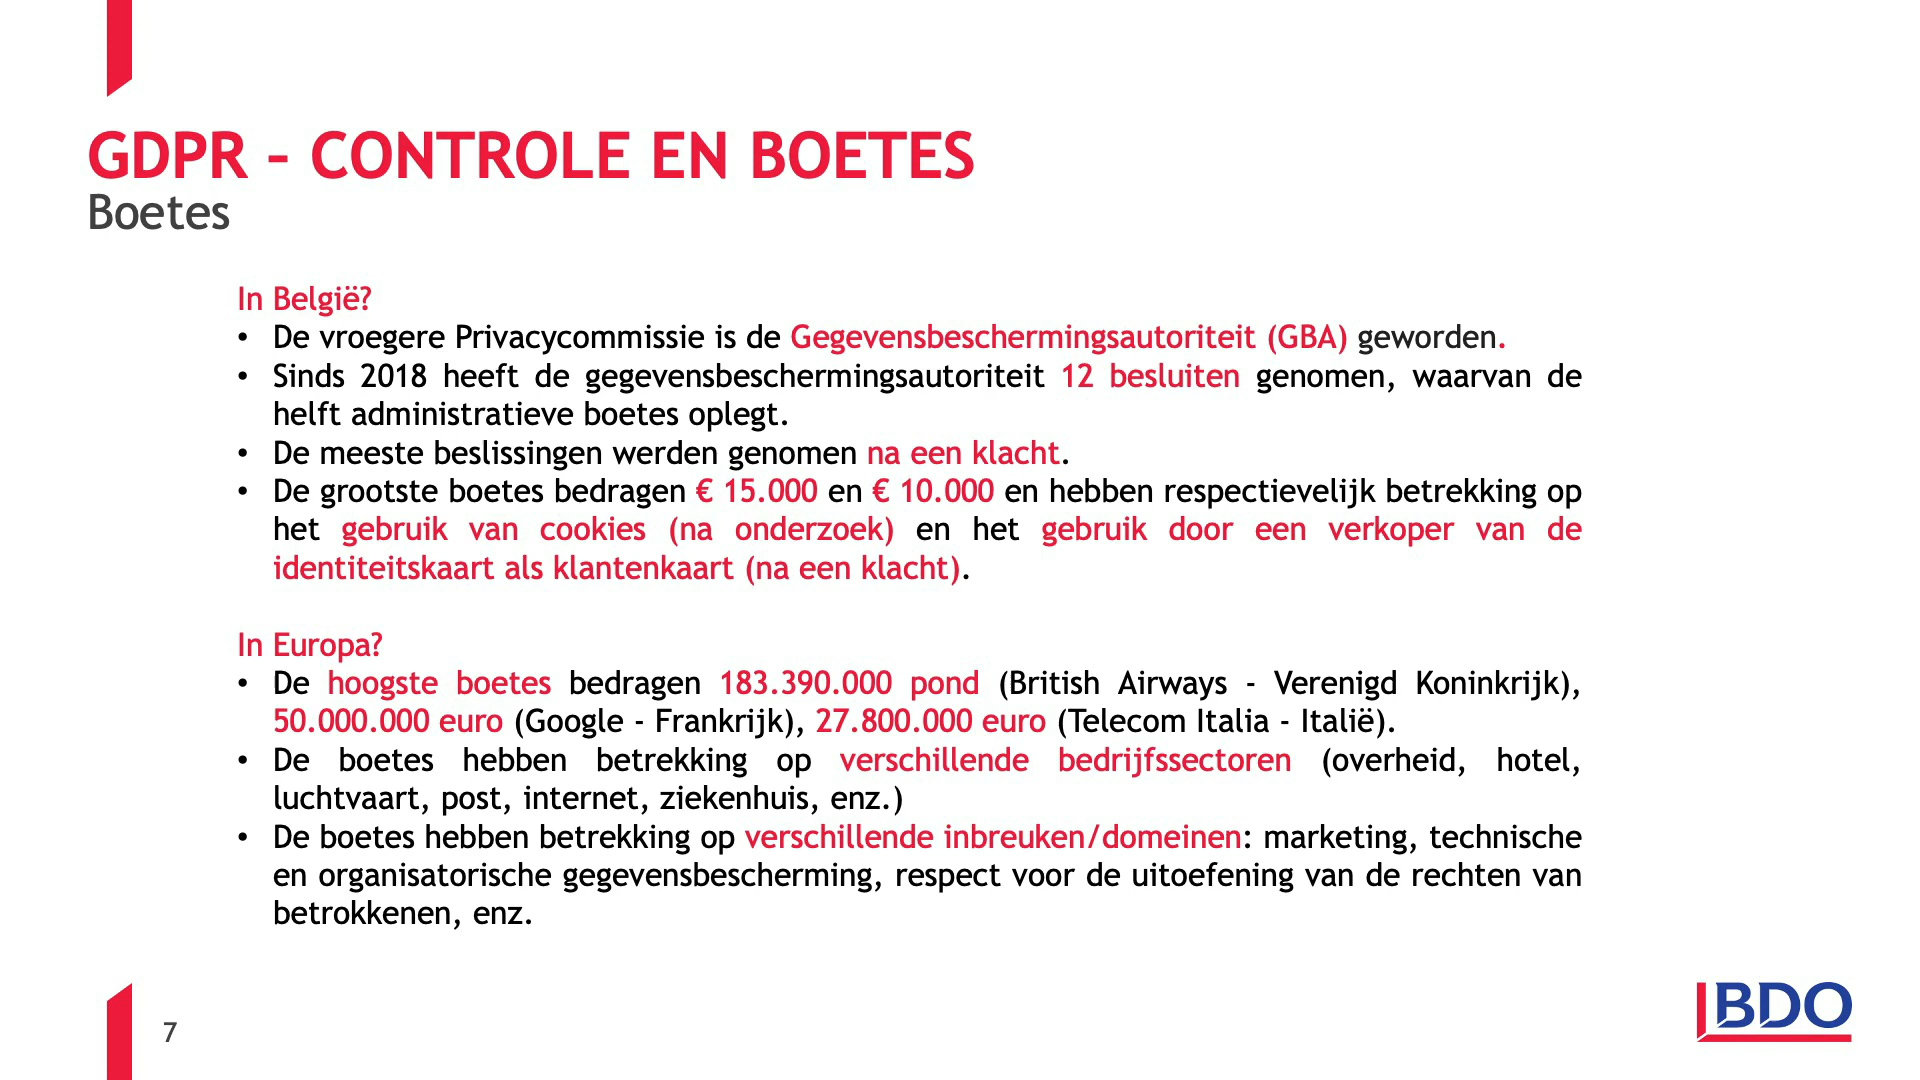 GDPR – CONTROLE EN BOETES
Boetes
In België?
• De vroegere Privacycommissie is de Gegevensbeschermingsautoriteit (GBA) geworden.
• Sinds 2018 heeft de gegevensbeschermingsautoriteit 12 besluiten genomen, waarvan de
helft administratieve boetes oplegt.
• De meeste beslissingen werden genomen na een klacht.
• De grootste boetes bedragen € 15.000 en € 10.000 en hebben respectievelijk betrekking op
het gebruik van cookies (na onderzoek) en het gebruik door een verkoper van de
identiteitskaart als klantenkaart (na een klacht).
In Europa?
• De hoogste boetes bedragen 183.390.000 pond (British Airways - Verenigd Koninkrijk),
50.000.000 euro (Google - Frankrijk), 27.800.000 euro (Telecom Italia - Italië).
• De boetes hebben betrekking op verschillende bedrijfssectoren (overheid, hotel,
luchtvaart, post, internet, ziekenhuis, enz.)
• De boetes hebben betrekking op verschillende inbreuken/domeinen: marketing, technische
en organisatorische gegevensbescherming, respect voor de uitoefening van de rechten van
betrokkenen, enz.
7
BDO